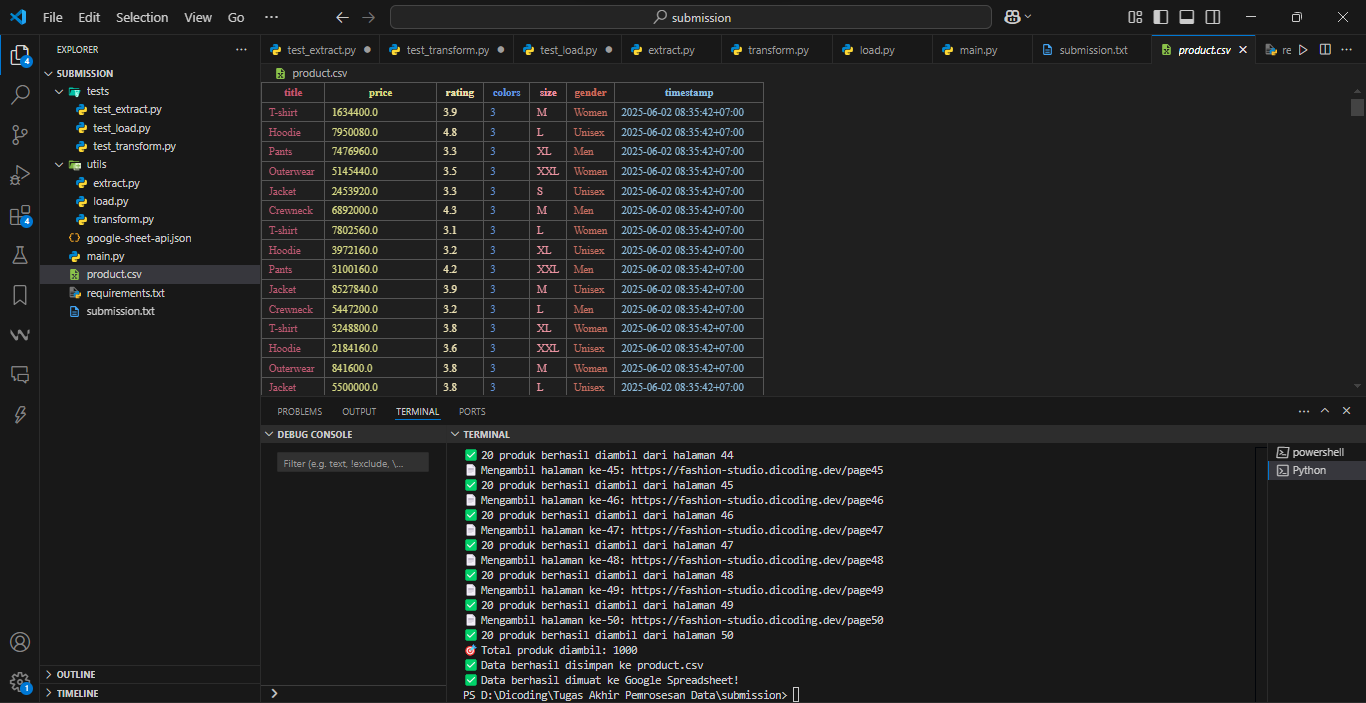 File Edit Selection View Go ··· submission
EXPLORER ···
SUBMISSION
tests
test_extract.py
test_load.py
test_transform.py
utils
extract.py
load.py
transform.py
google-sheet-api.json
main.py
product.csv
requirements.txt
submission.txt
OUTLINE
TIMELINE
4
4
1
test_extract.py test_transform.py test_load.py extract.py transform.py load.py main.py submission.txt product.csv re
product.csv
title price rating colors size gender timestamp
T-shirt 1634400.0 3.9 3 M Women 2025-06-02 08:35:42+07:00
Hoodie 7950080.0 4.8 3 L Unisex 2025-06-02 08:35:42+07:00
Pants 7476960.0 3.3 3 XL Men 2025-06-02 08:35:42+07:00
Outerwear 5145440.0 3.5 3 XXL Women 2025-06-02 08:35:42+07:00
Jacket 2453920.0 3.3 3 S Unisex 2025-06-02 08:35:42+07:00
Crewneck 6892000.0 4.3 3 M Men 2025-06-02 08:35:42+07:00
T-shirt 7802560.0 3.1 3 L Women 2025-06-02 08:35:42+07:00
Hoodie 3972160.0 3.2 3 XL Unisex 2025-06-02 08:35:42+07:00
Pants 3100160.0 4.2 3 XXL Men 2025-06-02 08:35:42+07:00
Jacket 8527840.0 3.9 3 M Unisex 2025-06-02 08:35:42+07:00
Crewneck 5447200.0 3.2 3 L Men 2025-06-02 08:35:42+07:00
T-shirt 3248800.0 3.8 3 XL Women 2025-06-02 08:35:42+07:00
Hoodie 2184160.0 3.6 3 XXL Unisex 2025-06-02 08:35:42+07:00
Outerwear 841600.0 3.8 3 M Women 2025-06-02 08:35:42+07:00
Jacket 5500000.0 3.8 3 L Unisex 2025-06-02 08:35:42+07:00
PROBLEMS OUTPUT TERMINAL PORTS
DEBUG CONSOLE
Filter (e.g. text, !exclude, \...
TERMINAL
✅ 20 produk berhasil diambil dari halaman 44
📄 Mengambil halaman ke-45: https://fashion-studio.dicoding.dev/page45
✅ 20 produk berhasil diambil dari halaman 45
📄 Mengambil halaman ke-46: https://fashion-studio.dicoding.dev/page46
✅ 20 produk berhasil diambil dari halaman 46
📄 Mengambil halaman ke-47: https://fashion-studio.dicoding.dev/page47
✅ 20 produk berhasil diambil dari halaman 47
📄 Mengambil halaman ke-48: https://fashion-studio.dicoding.dev/page48
✅ 20 produk berhasil diambil dari halaman 48
📄 Mengambil halaman ke-49: https://fashion-studio.dicoding.dev/page49
✅ 20 produk berhasil diambil dari halaman 49
📄 Mengambil halaman ke-50: https://fashion-studio.dicoding.dev/page50
✅ 20 produk berhasil diambil dari halaman 50
🎯 Total produk diambil: 1000
✅ Data berhasil disimpan ke product.csv
✅ Data berhasil dimuat ke Google Spreadsheet!
PS D:\Dicoding\Tugas Akhir Pemrosesan Data\submission>
powershell
Python